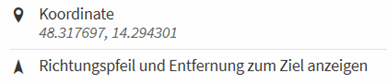 Koordinate
48.317697, 14.294301
Richtungspfeil und Entfernung zum Ziel anzeigen